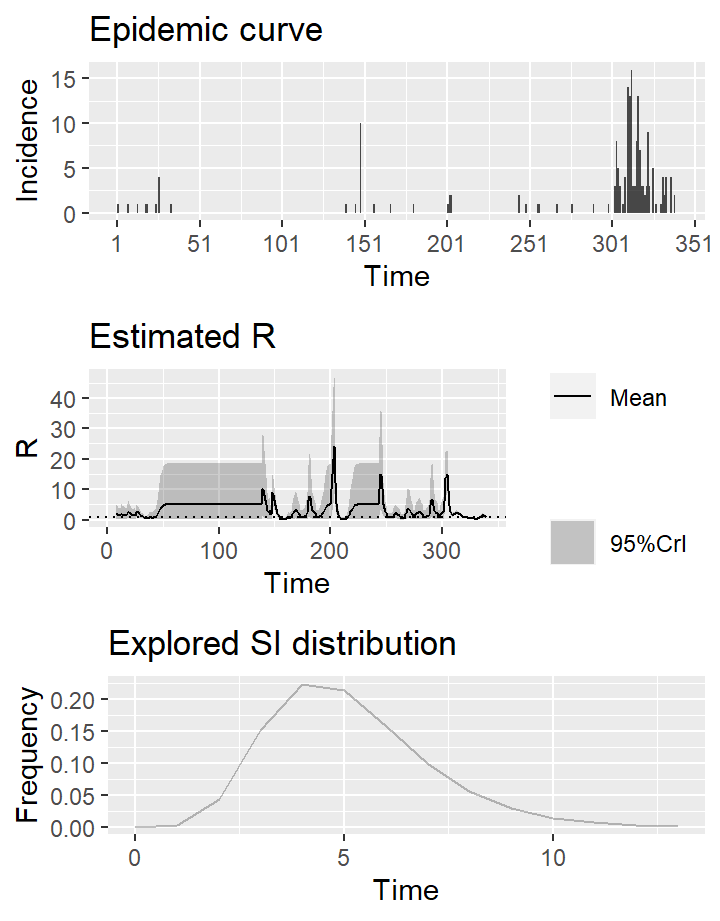 Epidemic curve
15
10
5
0
Incidence
1 51 101 151 201 251 301 351
Time
Estimated R
40
30
20
10
0
R
0 100 200 300
Time
Mean
95%CrI
Explored SI distribution
0.20
0.15
0.10
0.05
0.00
Frequency
0 5 10
Time